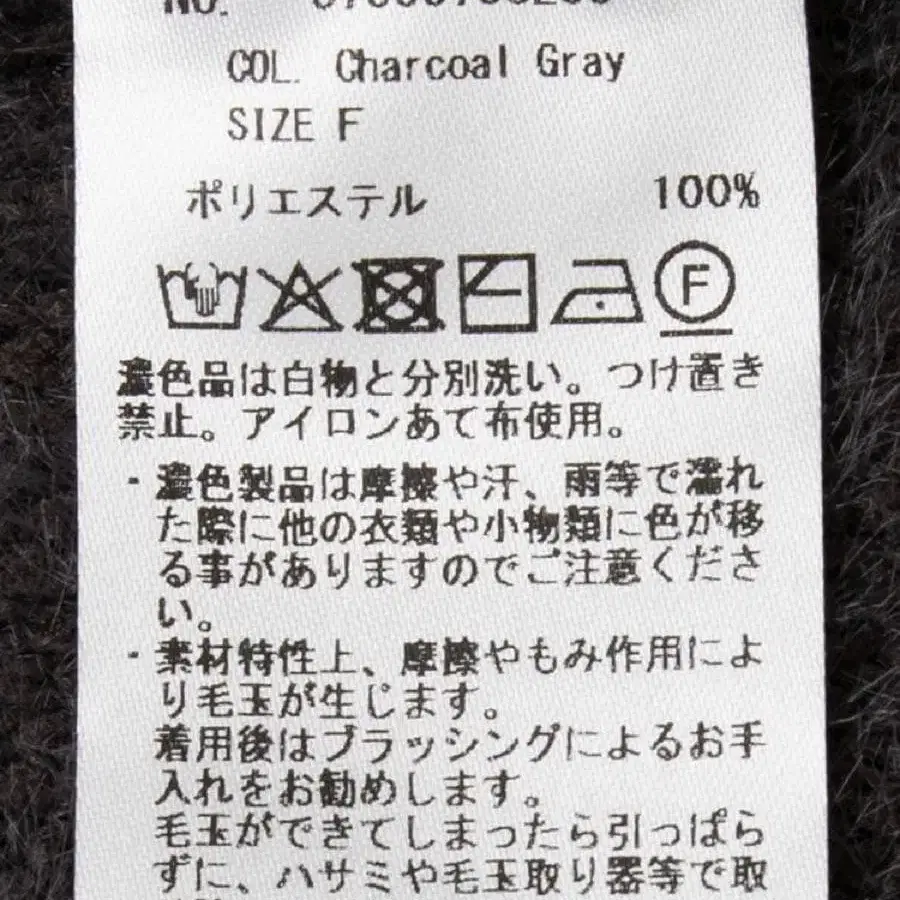 NO.
COL. Charcoal Gray
SIZE F
ポリエステル 100%
F
濃色品は白物と分別洗い。つけ置き
禁止。アイロンあて布使用。
・濃色製品は摩擦や汗、雨等で濡れ
た際に他の衣類や小物類に色が移
る事がありますのでご注意くださ
い。
・素材特性上、摩擦やもみ作用によ
り毛玉が生じます。
着用後はブラッシングによるお手
入れをお勧めします。
毛玉ができてしまったら引っぱら
ずに、ハサミや毛玉取り器等で取